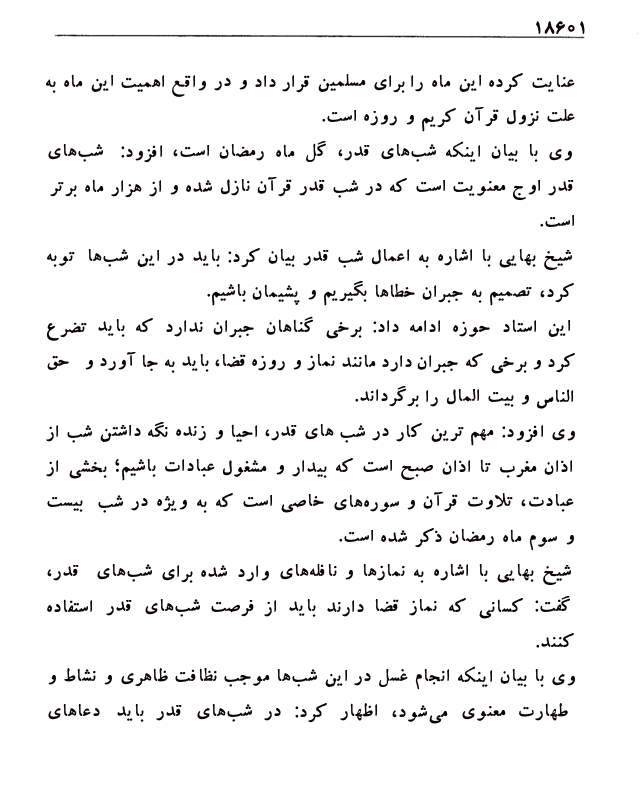 ۱۸۶۰۱
عنایت کرده این ماه را برای مسلمین قرار داد و در واقع اهمیت این ماه به
علت نزول قرآن کریم و روزه است.
وی با بیان اینکه شب‌های قدر، گل ماه رمضان است، افزود: شب‌های
قدر اوج معنویت است که در شب قدر قرآن نازل شده و از هزار ماه برتر
است.
شیخ بهایی با اشاره به اعمال شب قدر بیان کرد: باید در این شب‌ها توبه
کرد، تصمیم به جبران خطاها بگیریم و پشیمان باشیم.
این استاد حوزه ادامه داد: برخی گناهان جبران ندارد که باید تضرع
کرد و برخی که جبران دارد مانند نماز و روزه قضا، باید به جا آورد و حق
الناس و بیت المال را برگرداند.
وی افزود: مهم ترین کار در شب های قدر، احیا و زنده نگه داشتن شب از
اذان مغرب تا اذان صبح است که بیدار و مشغول عبادات باشیم؛ بخشی از
عبادت، تلاوت قرآن و سوره‌های خاصی است که به ویژه در شب بیست
و سوم ماه رمضان ذکر شده است.
شیخ بهایی با اشاره به نمازها و نافله‌های وارد شده برای شب‌های قدر،
گفت: کسانی که نماز قضا دارند باید از فرصت شب‌های قدر استفاده
کنند.
وی با بیان اینکه انجام غسل در این شب‌ها موجب نظافت ظاهری و نشاط و
طهارت معنوی می‌شود، اظهار کرد: در شب‌های قدر باید دعاهای